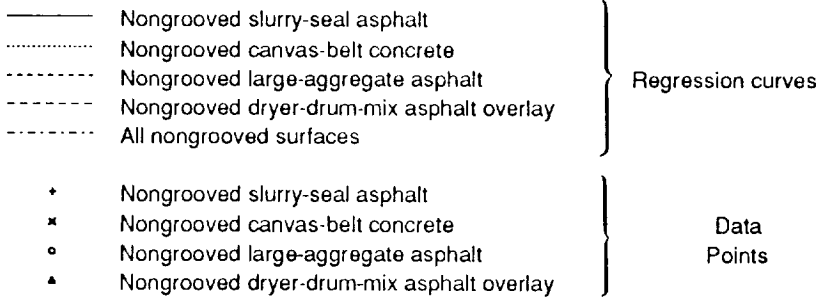 Nongrooved slurry-seal asphalt
Nongrooved canvas-belt concrete
Nongrooved large-aggregate asphalt
Nongrooved dryer-drum-mix asphalt overlay
All nongrooved surfaces
Regression curves
Nongrooved slurry-seal asphalt
Nongrooved canvas-belt concrete
Nongrooved large-aggregate asphalt
Nongrooved dryer-drum-mix asphalt overlay
Data
Points